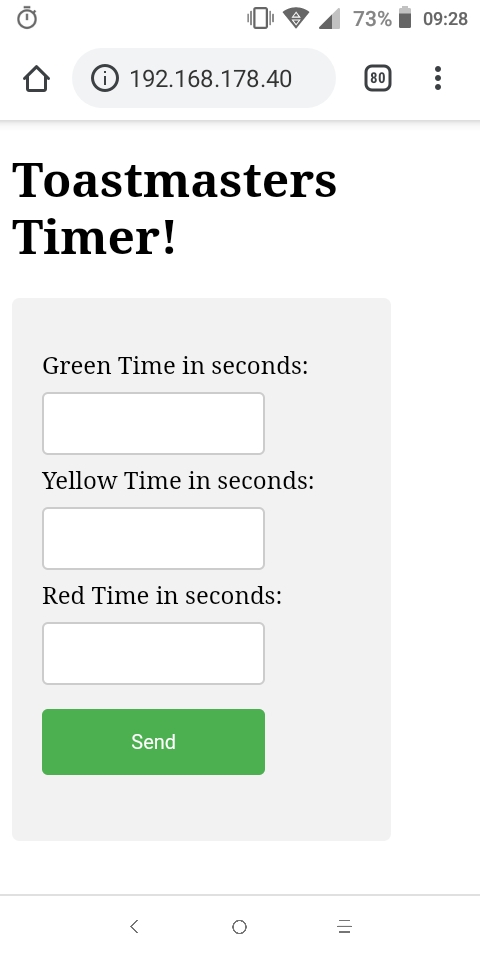 73% 09:28
192.168.178.40 80
Toastmasters
Timer!
Green Time in seconds:
Yellow Time in seconds:
Red Time in seconds:
Send